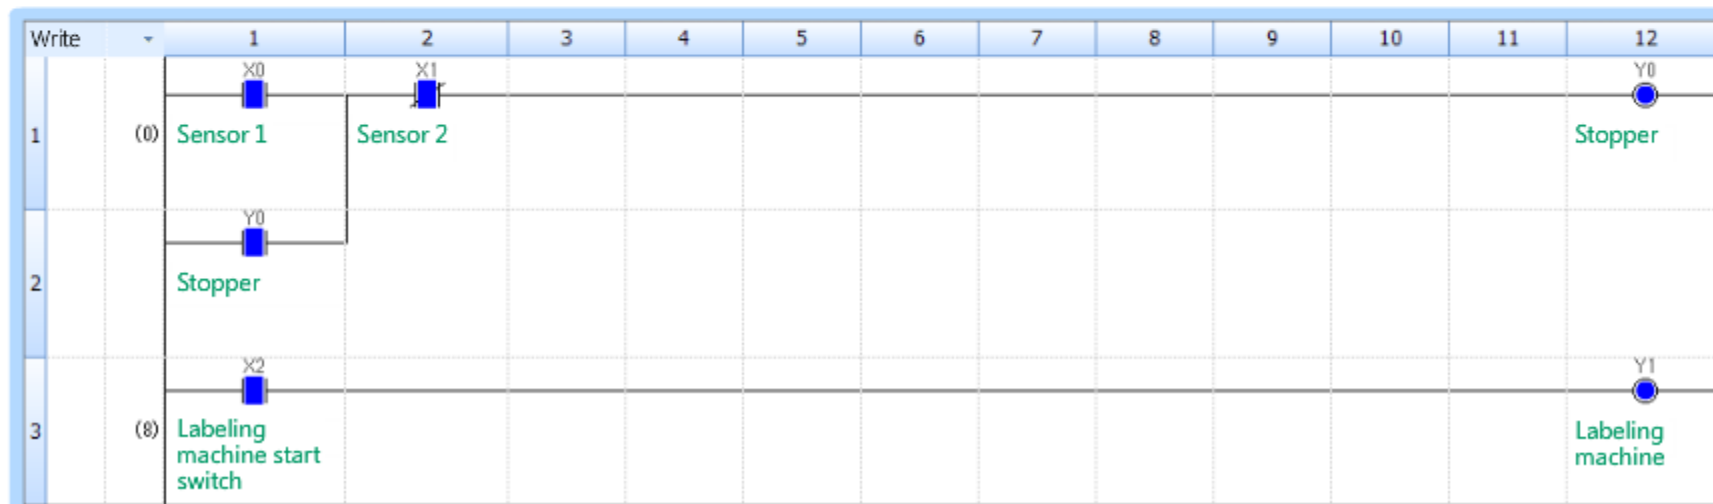 Write 1 2 3 4 5 6 7 8 9 10 11 12
X0 X1 Y0
1 (0) Sensor 1 Sensor 2 Stopper
Y0
2 Stopper
X2 Y1
3 (8) Labeling Labeling
machine start machine
switch